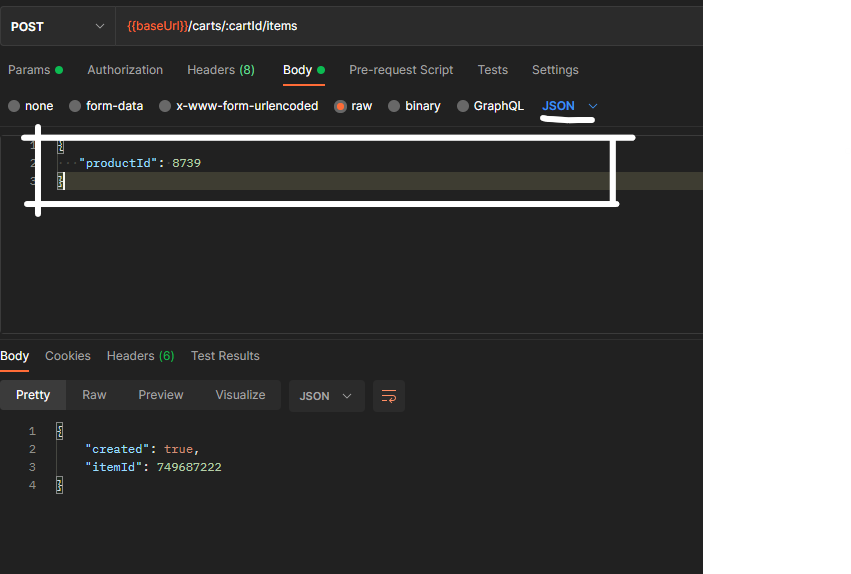 POST {{baseUrl}}/carts/:cartId/items
Params Authorization Headers (8) Body Pre-request Script Tests Settings
none form-data x-www-form-urlencoded raw binary GraphQL JSON
1 {
2 "productId": 8739
3 }
Body Cookies Headers (6) Test Results
Pretty Raw Preview Visualize JSON
1 {
2 "created": true,
3 "itemId": 749687222
4 }